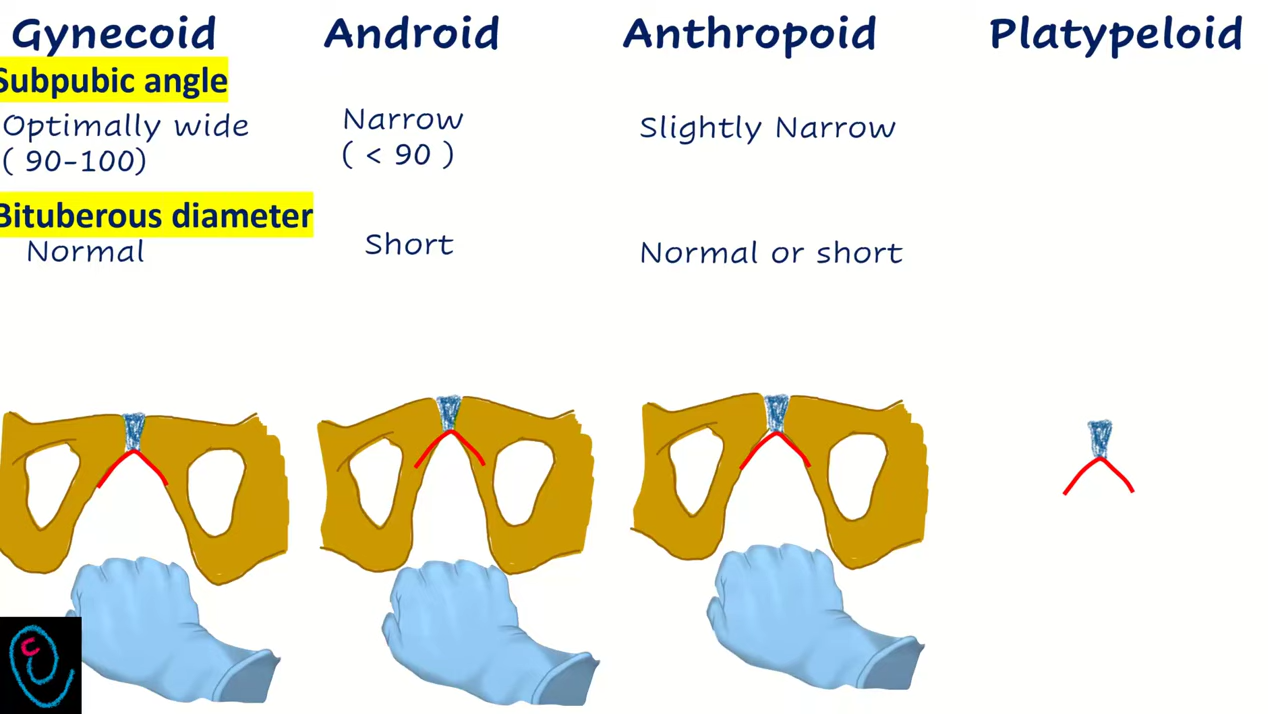 Gynecoid Android Anthropoid Platypeloid
Subpubic angle
Optimally wide Narrow Slightly Narrow
( 90-100) ( < 90 )
Bituberous diameter
Normal Short Normal or short